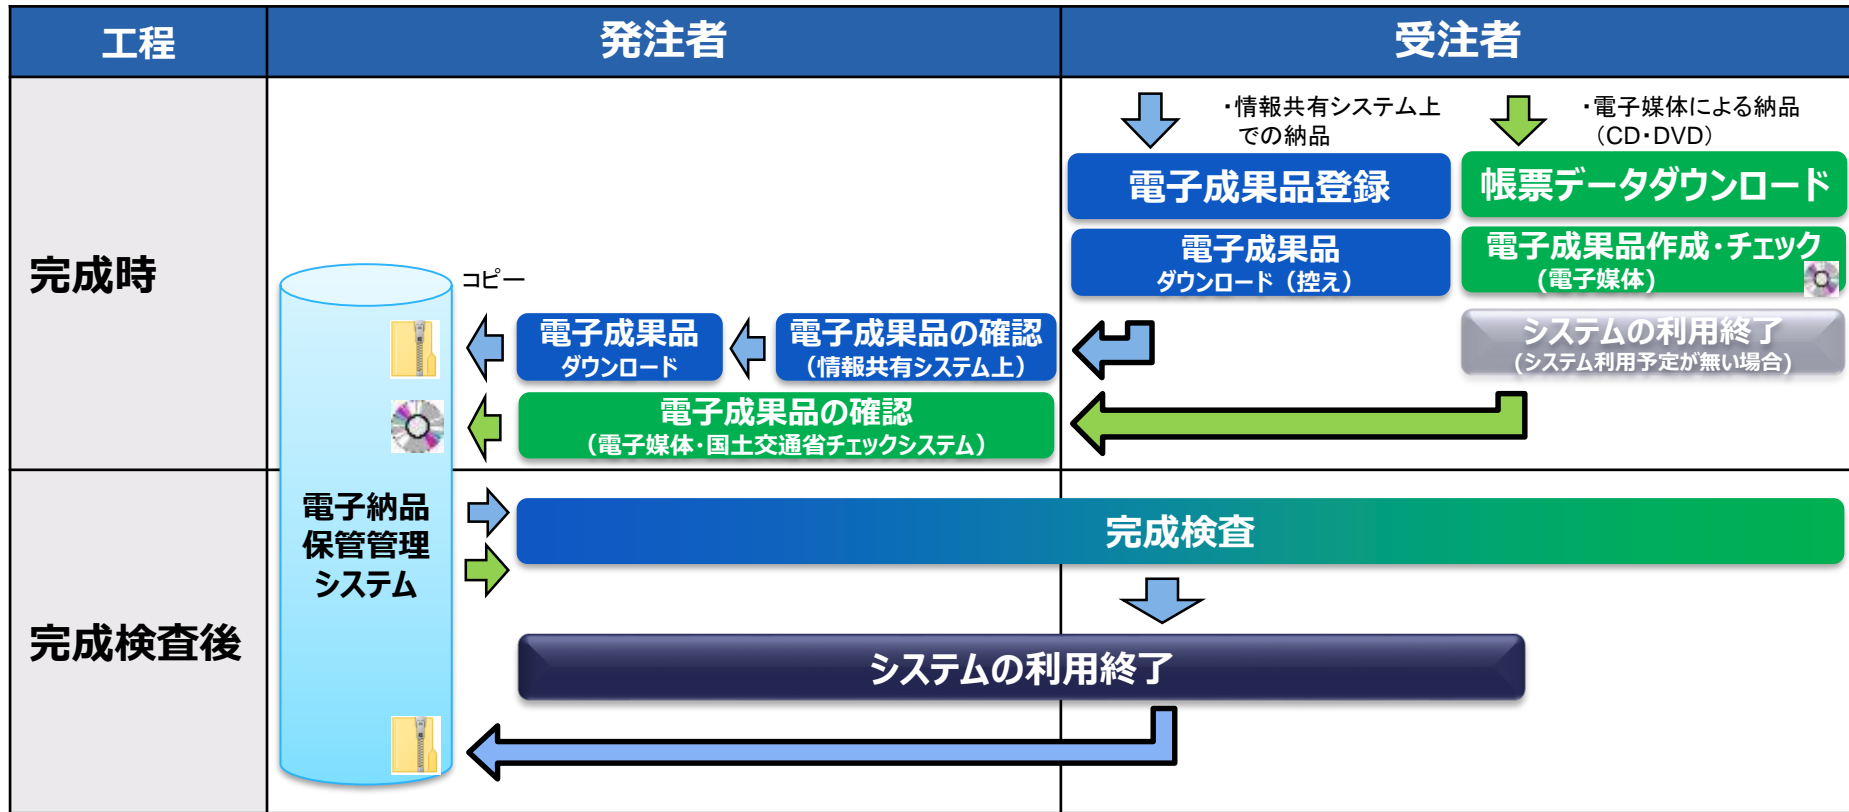 工程
発注者
受注者
完成時
・情報共有システム上
での納品
・電子媒体による納品
（CD・DVD）
電子成果品登録
帳票データダウンロード
電子成果品
ダウンロード（控え）
電子成果品作成・チェック
(電子媒体)
コピー
電子成果品
ダウンロード
電子成果品の確認
（情報共有システム上）
システムの利用終了
(システム利用予定が無い場合)
電子成果品の確認
（電子媒体・国土交通省チェックシステム）
電子納品
保管管理
システム
完成検査後
完成検査
システムの利用終了